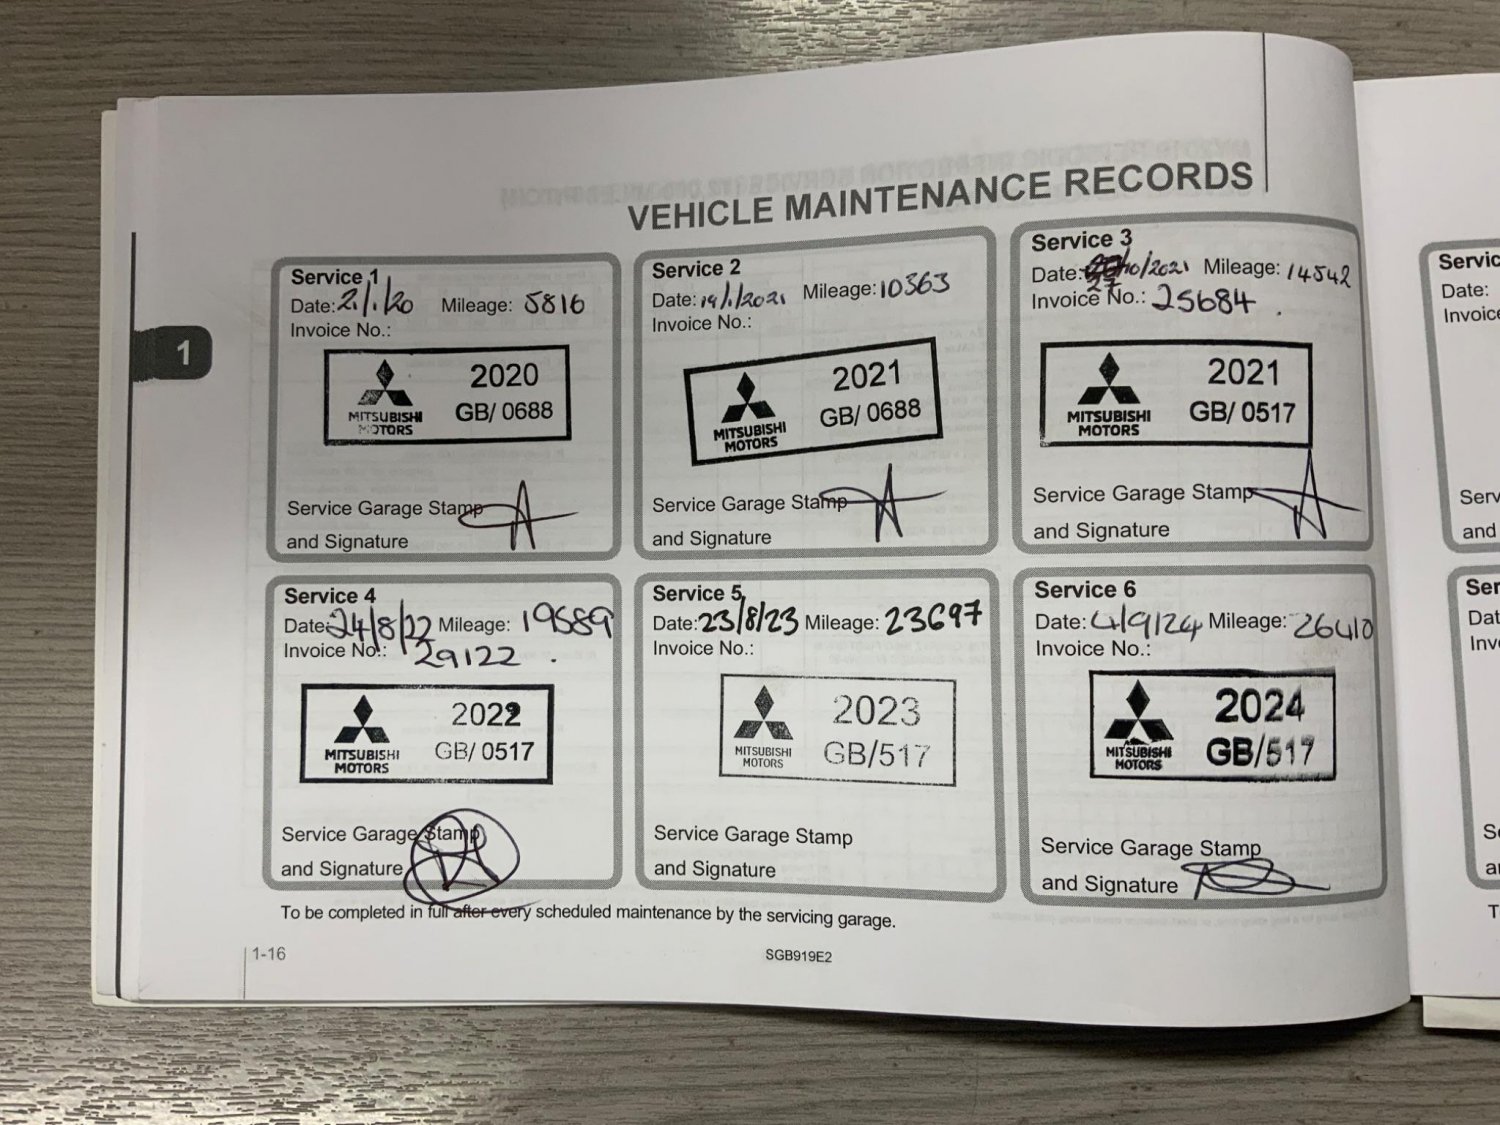 VEHICLE MAINTENANCE RECORDS
1
Service 1
Date: 2/1/20 Mileage: 5816
Invoice No.:
MITSUBISHI
MOTORS
2020
GB/ 0688
Service Garage Stamp
and Signature
Service 2
Date: 19/1/2021 Mileage: 10363
Invoice No.:
MITSUBISHI
MOTORS
2021
GB/ 0688
Service Garage Stamp
and Signature
Service 3
Date: /10/2021 Mileage: 14542
27
Invoice No.: 25684 .
MITSUBISHI
MOTORS
2021
GB/ 0517
Service Garage Stamp
and Signature
Service 4
Date: 24/8/22 Mileage: 19589
Invoice No.: 29122 .
MITSUBISHI
MOTORS
2022
GB/ 0517
Service Garage Stamp
and Signature
Service 5
Date: 23/8/23 Mileage: 23697
Invoice No.:
MITSUBISHI
MOTORS
2023
GB/517
Service Garage Stamp
and Signature
Service 6
Date: 4/9/24 Mileage: 26410
Invoice No.:
MITSUBISHI
MOTORS
2024
GB/517
Service Garage Stamp
and Signature
To be completed in full after every scheduled maintenance by the servicing garage.
1-16
SGB919E2
Date: